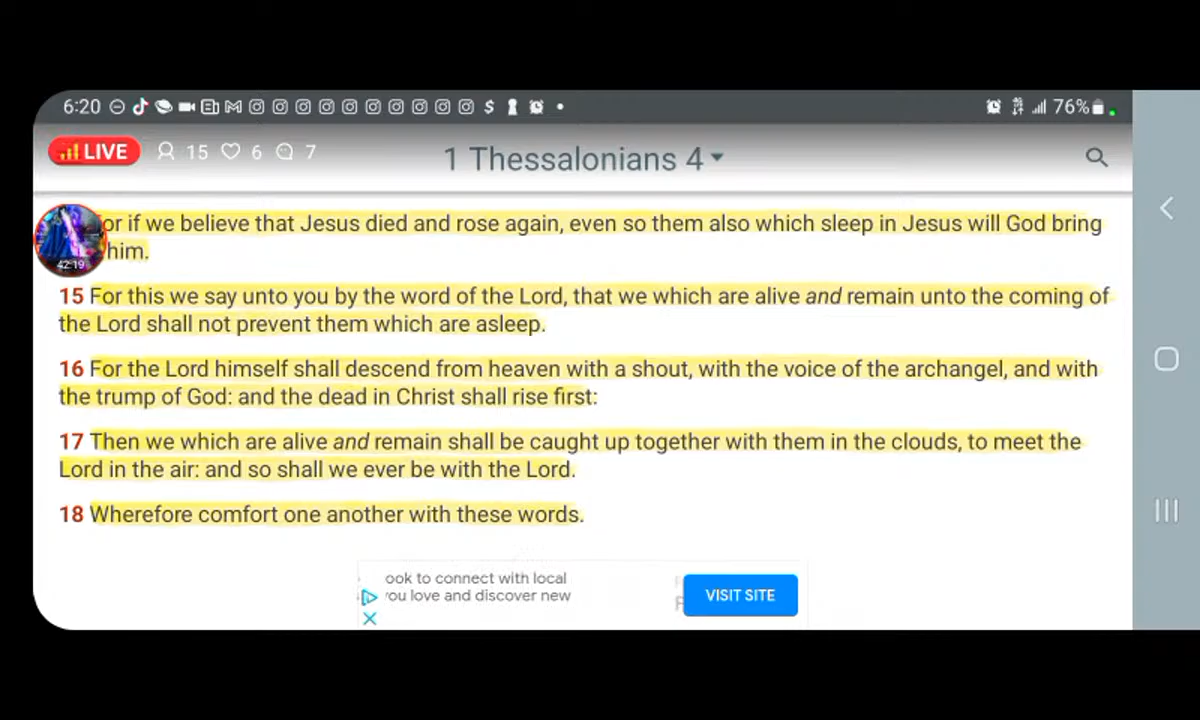 6:20 $ 76%
LIVE 15 6 7
1 Thessalonians 4
or if we believe that Jesus died and rose again, even so them also which sleep in Jesus will God bring
him.
42:19
15 For this we say unto you by the word of the Lord, that we which are alive and remain unto the coming of
the Lord shall not prevent them which are asleep.
16 For the Lord himself shall descend from heaven with a shout, with the voice of the archangel, and with
the trump of God: and the dead in Christ shall rise first:
17 Then we which are alive and remain shall be caught up together with them in the clouds, to meet the
Lord in the air: and so shall we ever be with the Lord.
18 Wherefore comfort one another with these words.
ook to connect with local
you love and discover new
VISIT SITE